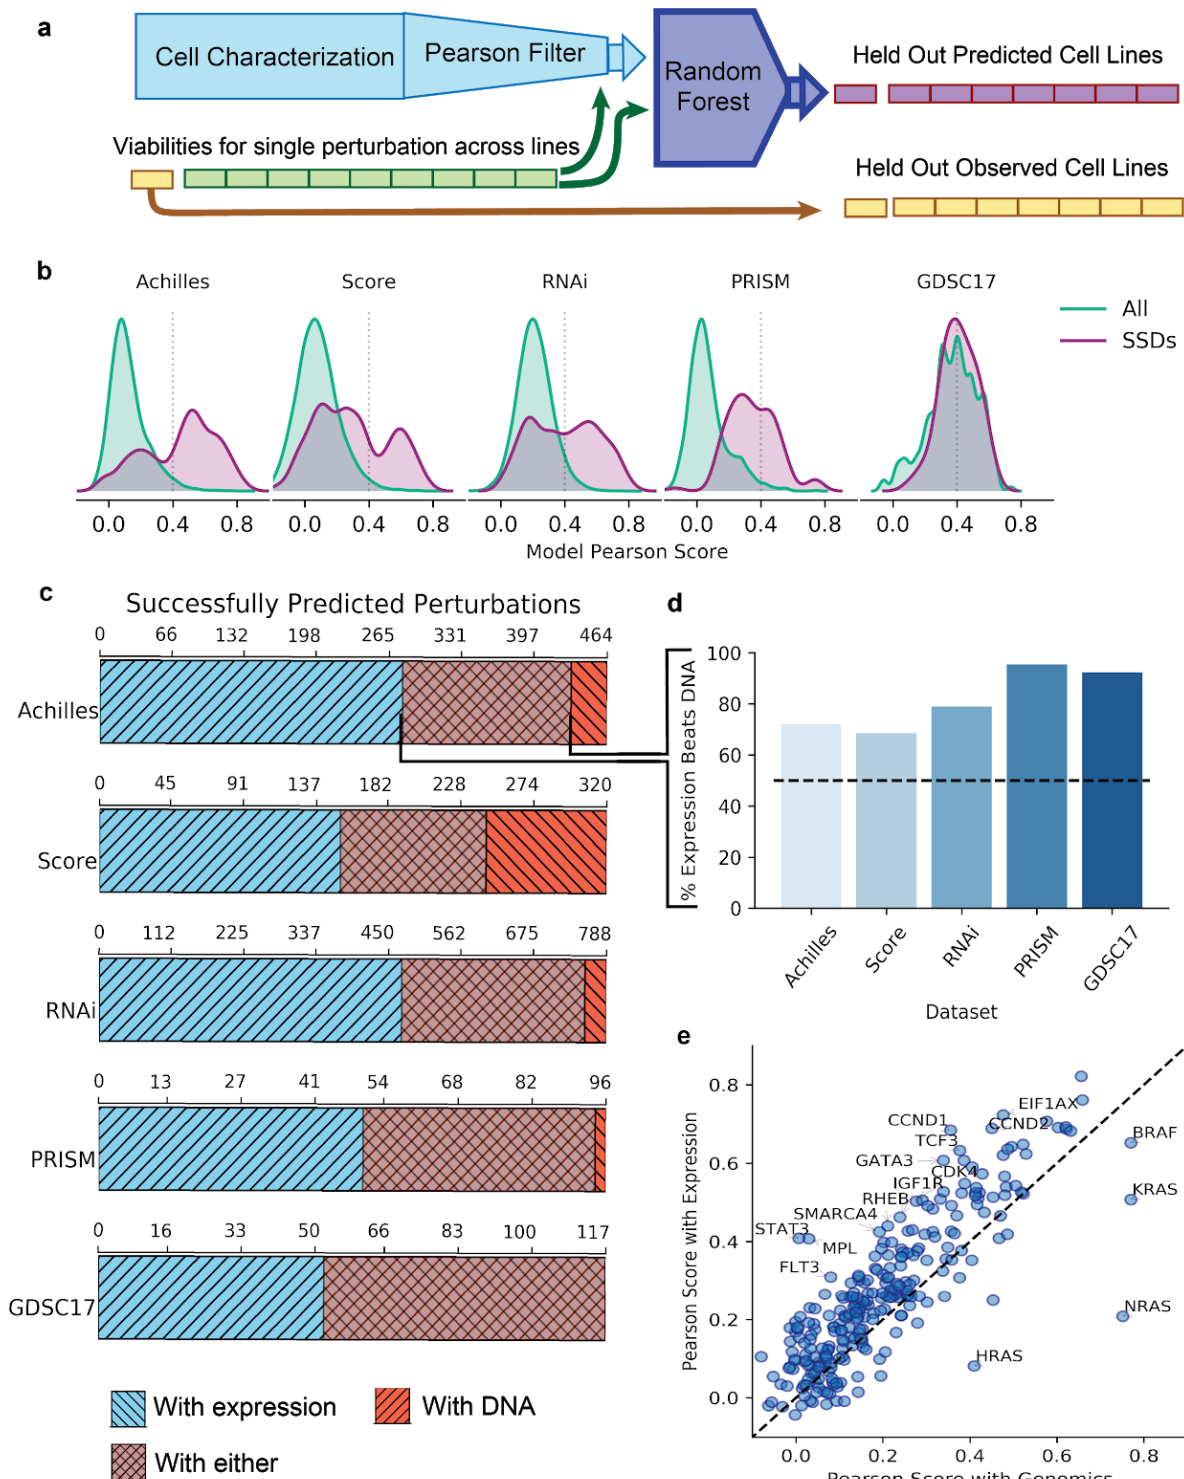 a
Cell Characterization
Pearson Filter
Random
Forest
Held Out Predicted Cell Lines
Viabilities for single perturbation across lines
Held Out Observed Cell Lines
b
Achilles Score RNAi PRISM GDSC17
All
SSDs
0.0 0.4 0.8 0.0 0.4 0.8 0.0 0.4 0.8 0.0 0.4 0.8 0.0 0.4 0.8
Model Pearson Score
c
Successfully Predicted Perturbations
0 66 132 198 265 331 397 464
Achilles
0 45 91 137 182 228 274 320
Score
0 112 225 337 450 562 675 788
RNAi
0 13 27 41 54 68 82 96
PRISM
0 16 33 50 66 83 100 117
GDSC17
With expression
With DNA
With either
d
% Expression Beats DNA
100
80
60
40
20
0
Achilles
Score
RNAi
PRISM
GDSC17
Dataset
e
Pearson Score with Expression
0.8
0.6
0.4
0.2
0.0
EIF1AX
CCND1
CCND2
TCF3
BRAF
GATA3
CDK4
IGF1R
KRAS
RHEB
SMARCA4
STAT3
MPL
FLT3
NRAS
HRAS
0.0 0.2 0.4 0.6 0.8
Pearson Score with Genomics